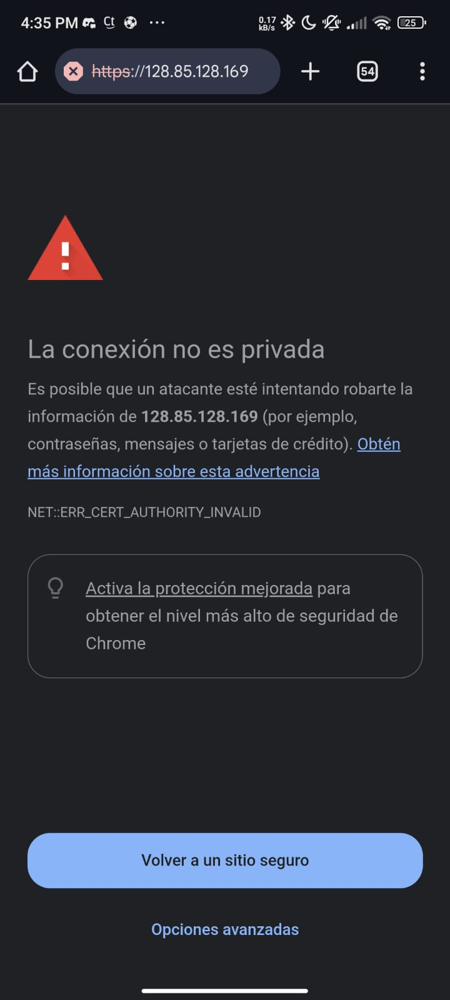 4:35 PM Ct ... 0.17 kB/s 25
https://128.85.128.169 54
La conexión no es privada
Es posible que un atacante esté intentando robarte la
información de 128.85.128.169 (por ejemplo,
contraseñas, mensajes o tarjetas de crédito). Obtén
más información sobre esta advertencia
NET::ERR_CERT_AUTHORITY_INVALID
Activa la protección mejorada para
obtener el nivel más alto de seguridad de
Chrome
Volver a un sitio seguro
Opciones avanzadas